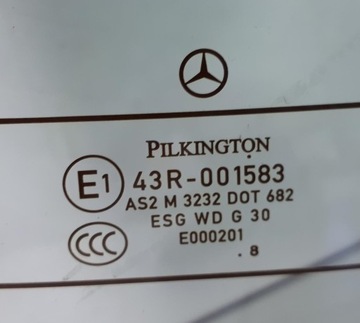 PILKINGTON
E1 43R-001583
AS2 M 3232 DOT 682
ESG WD G 30
CCC E000201
. 8